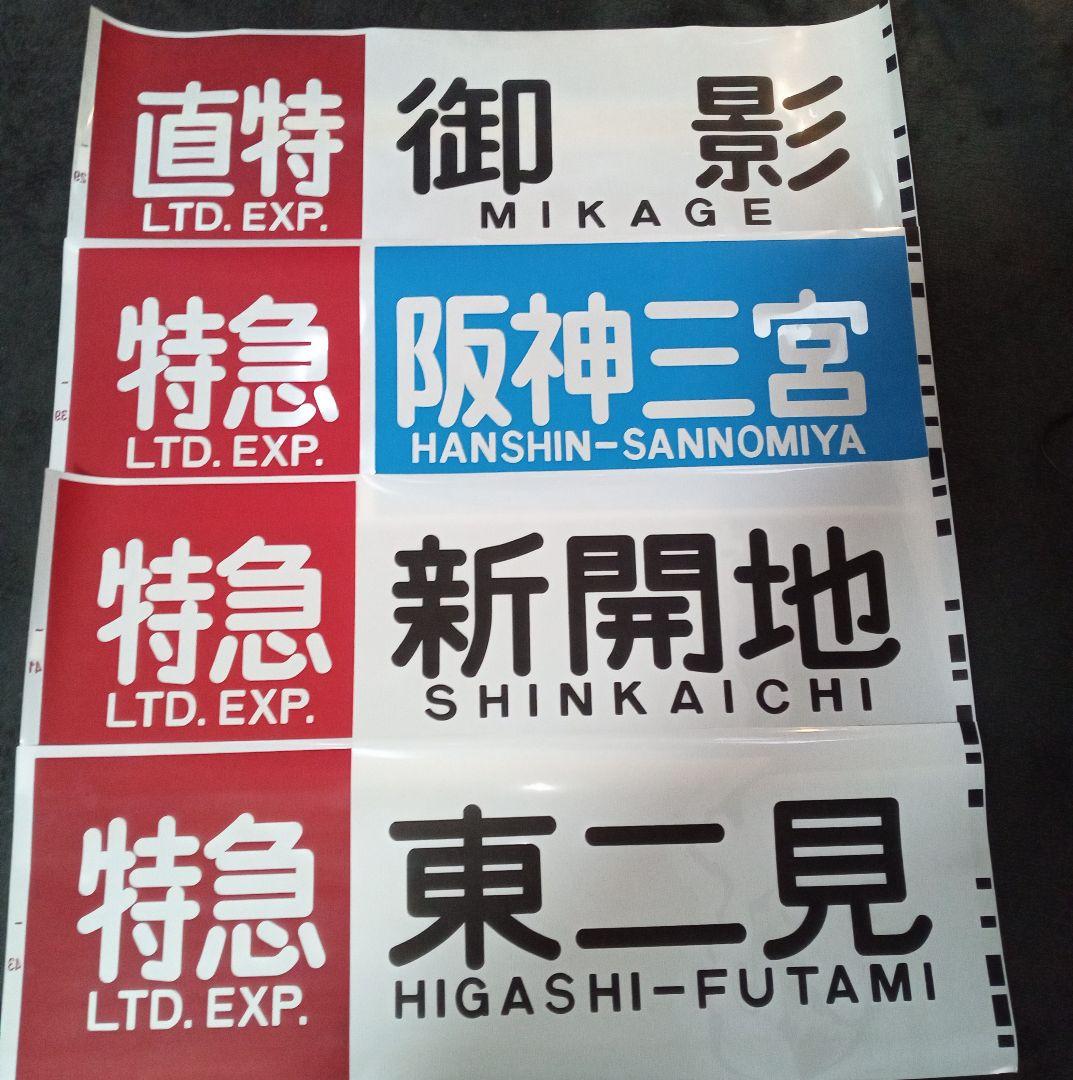 直特 御影
LTD. EXP. MIKAGE
特急 阪神三宮
LTD. EXP. HANSHIN-SANNOMIYA
特急 新開地
LTD. EXP. SHINKAICHI
特急 東二見
LTD. EXP. HIGASHI-FUTAMI